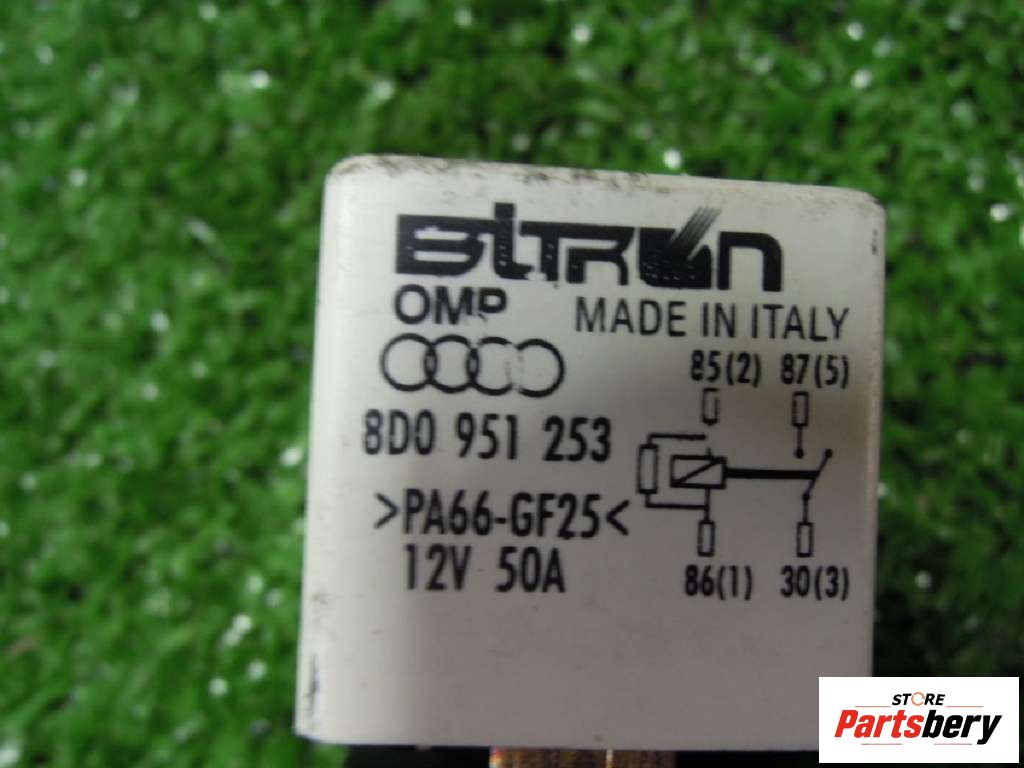 BiTRON
OMP MADE IN ITALY
85(2) 87(5)
8D0 951 253
>PA66-GF25<
12V 50A
86(1) 30(3)
STORE
Partsbery